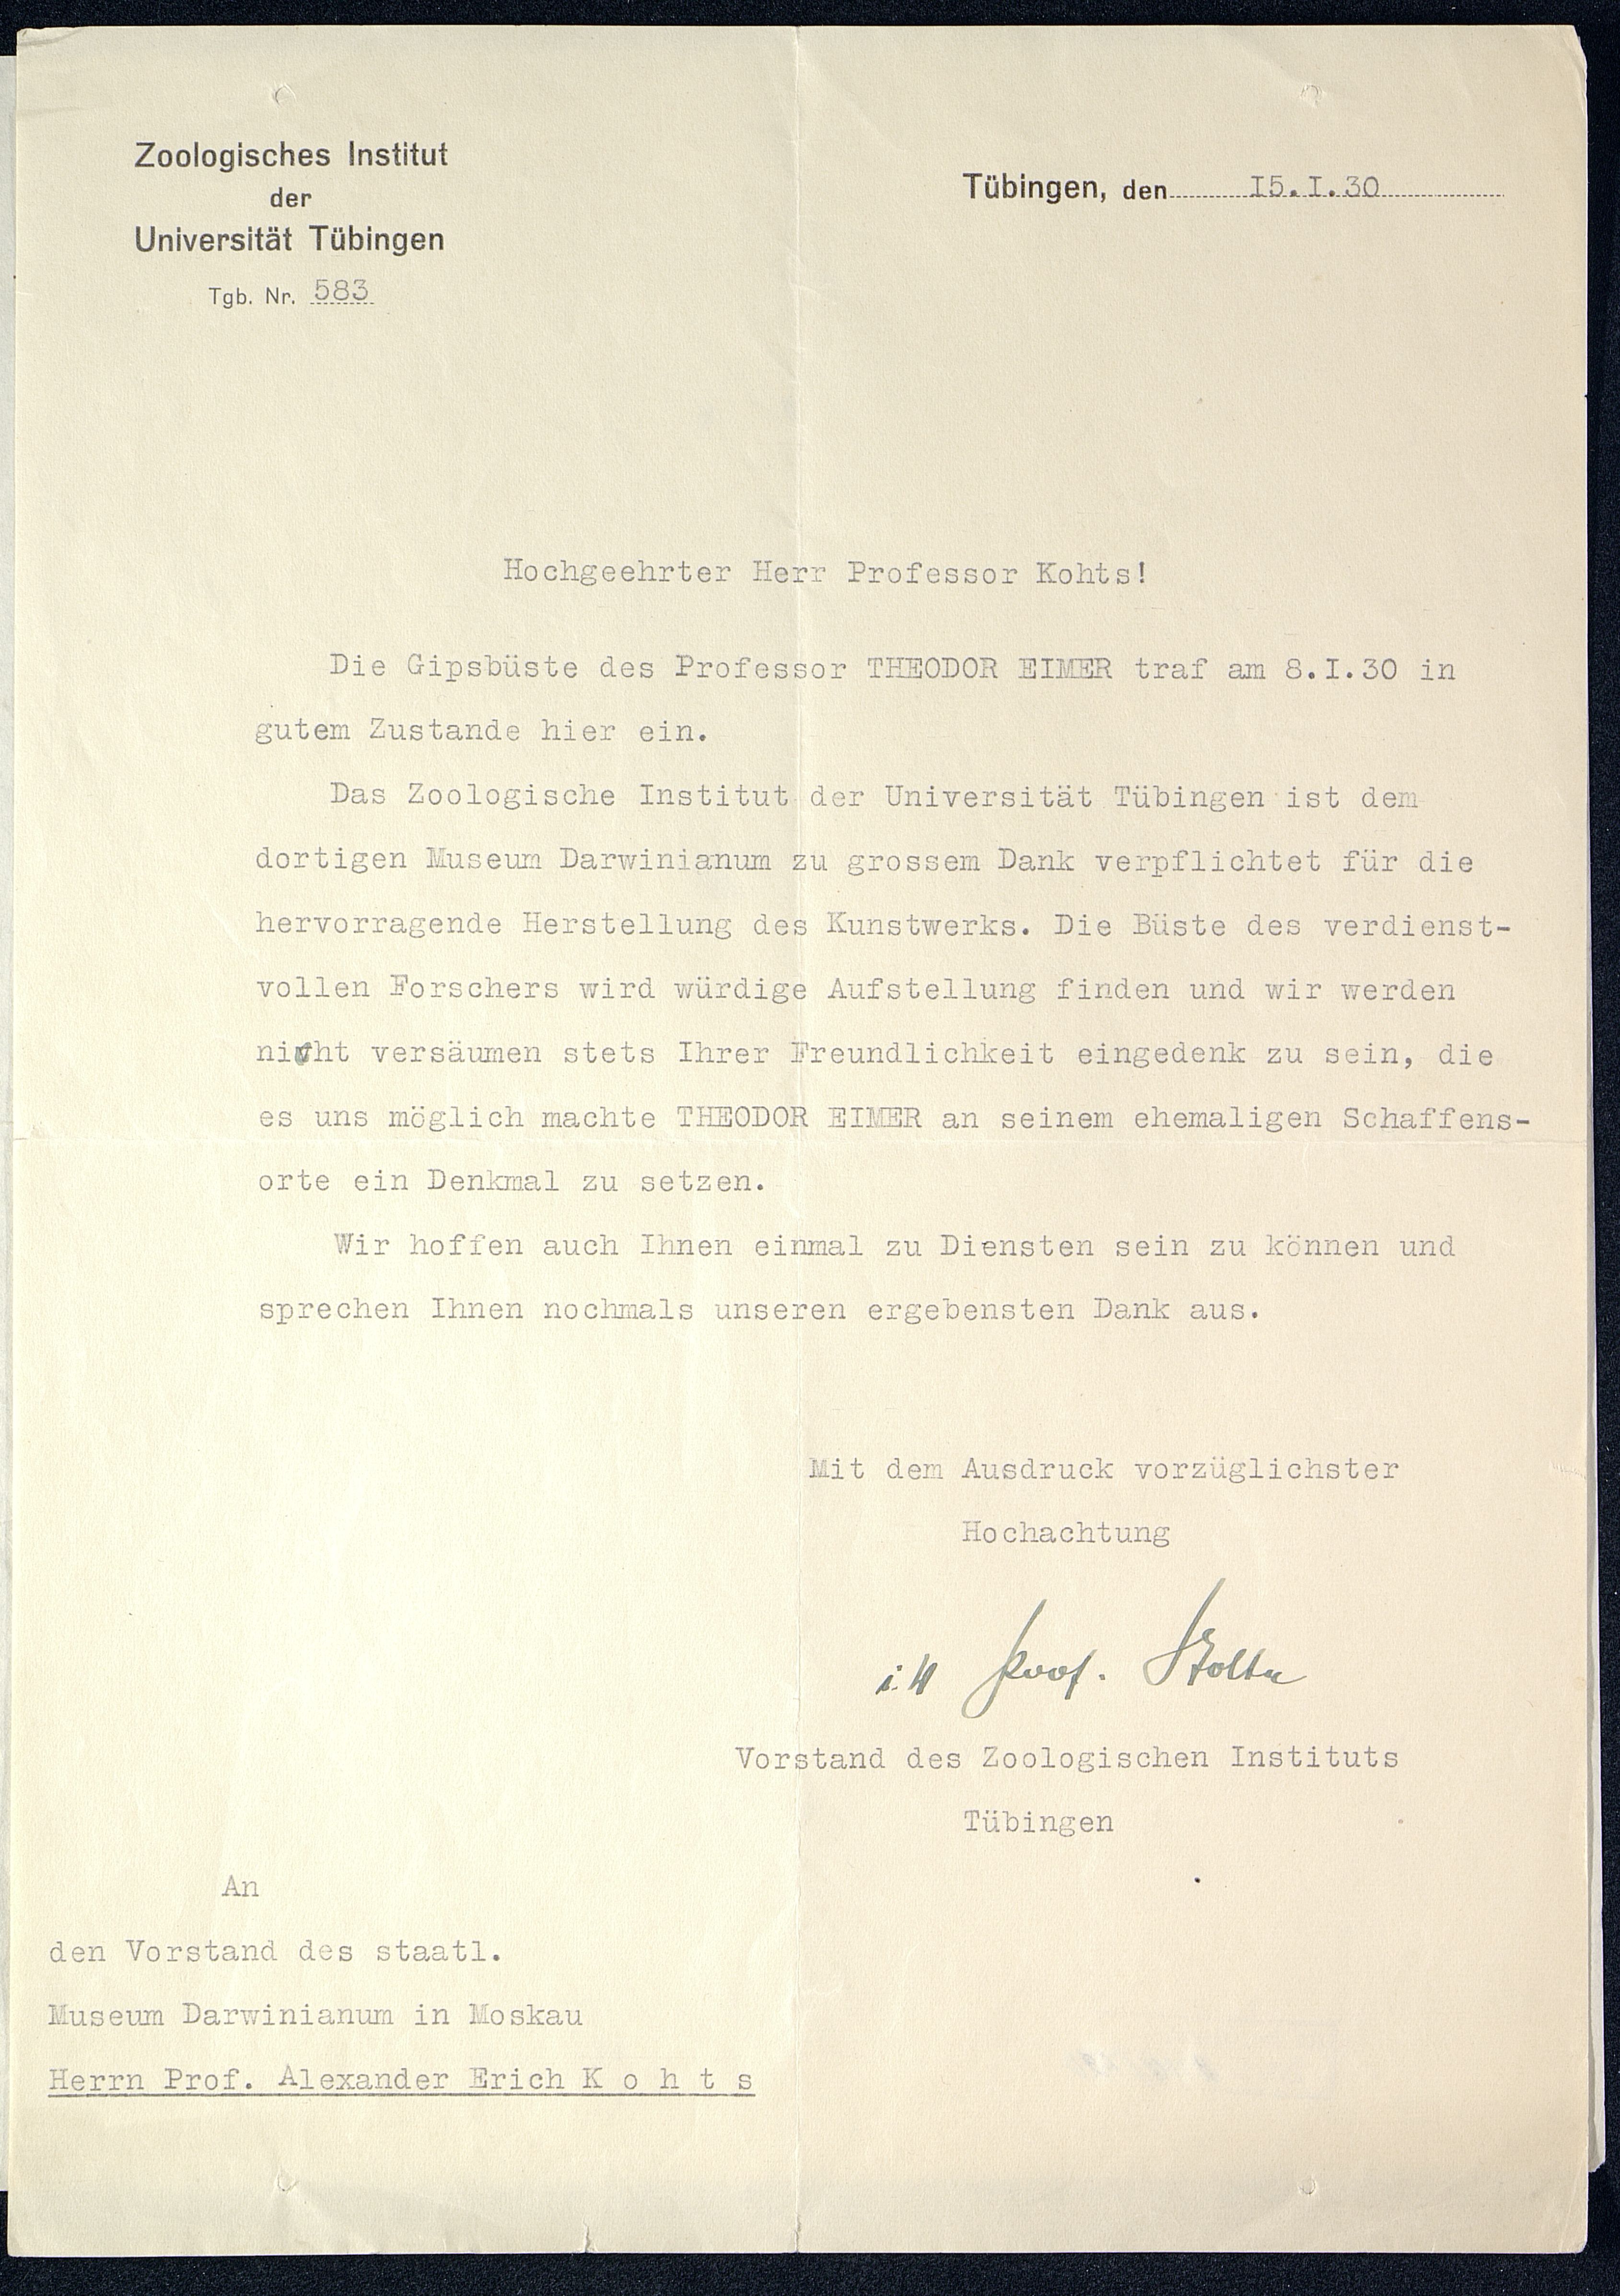 Zoologisches Institut
der
Universität Tübingen
Tgb. Nr. 583
Tübingen, den 15.I.30
Hochgeehrter Herr Professor Kohts!
Die Gipsbüste des Professor THEODOR EIMER traf am 8.I.30 in
gutem Zustande hier ein.
Das Zoologische Institut der Universität Tübingen ist dem
dortigen Museum Darwinianum zu grossem Dank verpflichtet für die
hervorragende Herstellung des Kunstwerks. Die Büste des verdienst-
vollen Forschers wird würdige Aufstellung finden und wir werden
nicht versäumen stets Ihrer Freundlichkeit eingedenk zu sein, die
es uns möglich machte THEODOR EIMER an seinem ehemaligen Schaffens-
orte ein Denkmal zu setzen.
Wir hoffen auch Ihnen einmal zu Diensten sein zu können und
sprechen Ihnen nochmals unseren ergebensten Dank aus.
Mit dem Ausdruck vorzüglichster
Hochachtung
Prof.
Vorstand des Zoologischen Instituts
Tübingen
An
den Vorstand des staatl.
Museum Darwinianum in Moskau
Herrn Prof. Alexander Erich K o h t s